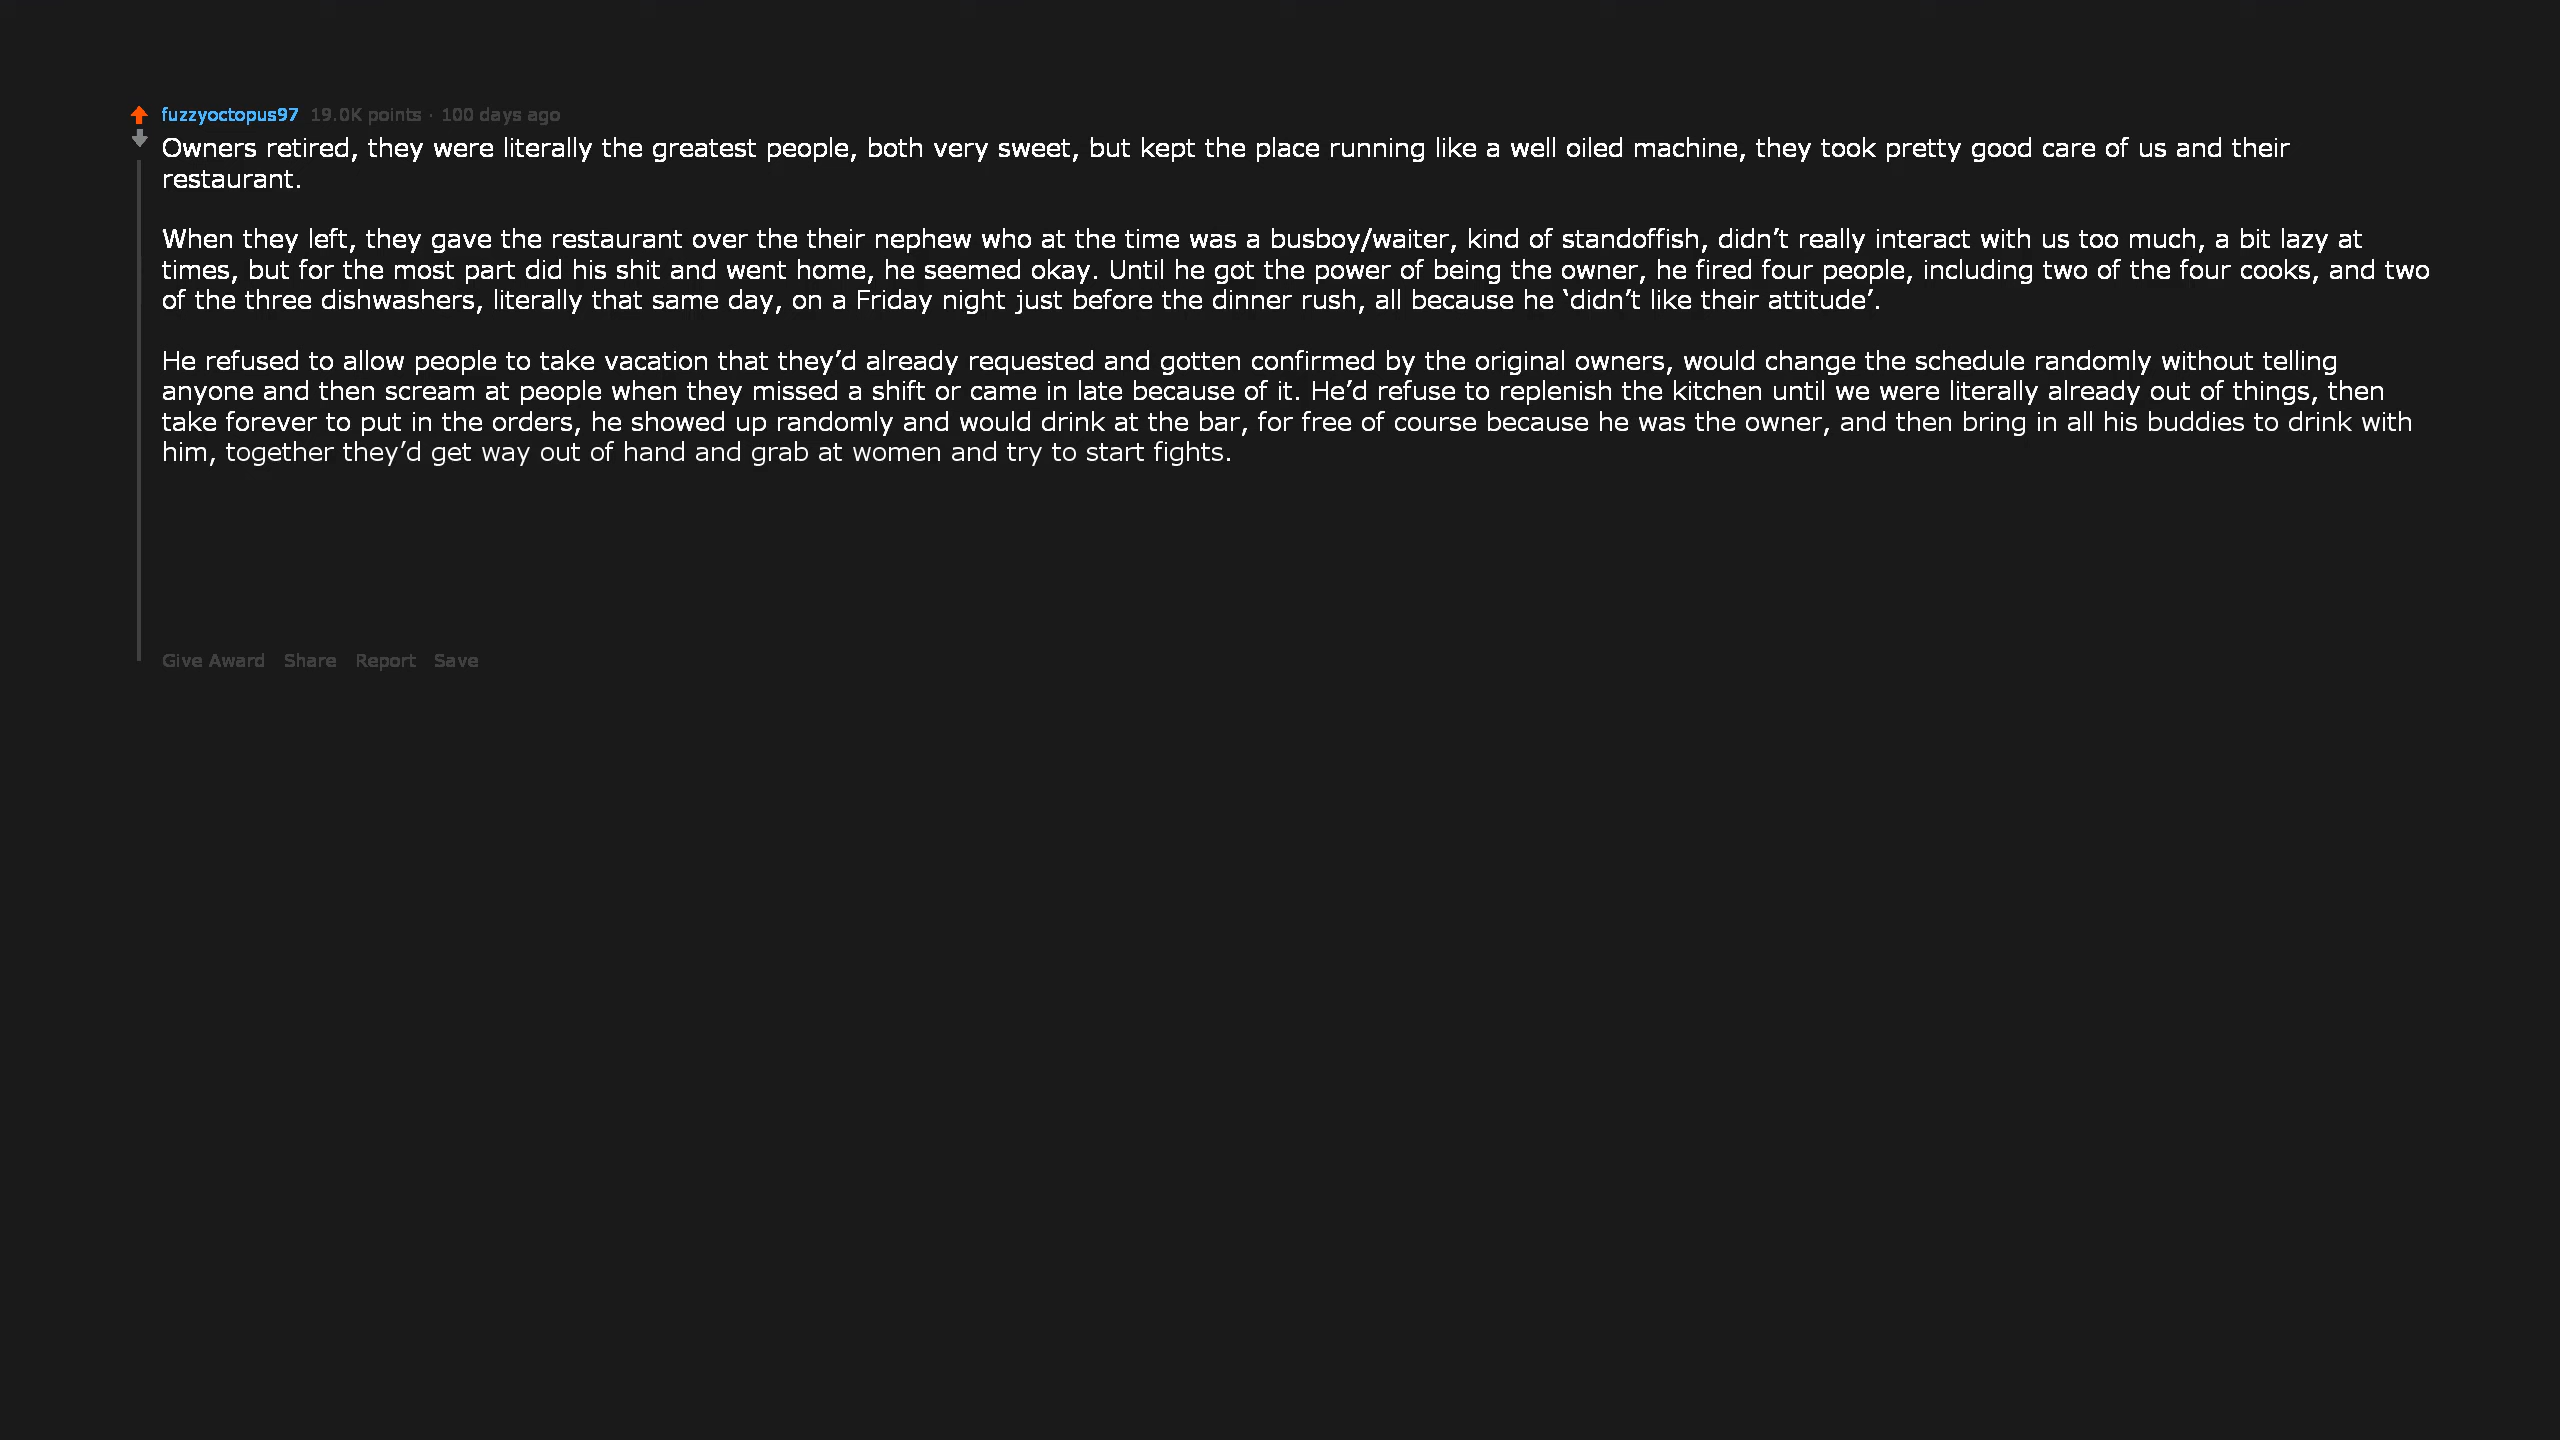 fuzzyoctopus97 19.0K points · 100 days ago
Owners retired, they were literally the greatest people, both very sweet, but kept the place running like a well oiled machine, they took pretty good care of us and their
restaurant.
When they left, they gave the restaurant over the their nephew who at the time was a busboy/waiter, kind of standoffish, didn’t really interact with us too much, a bit lazy at
times, but for the most part did his shit and went home, he seemed okay. Until he got the power of being the owner, he fired four people, including two of the four cooks, and two
of the three dishwashers, literally that same day, on a Friday night just before the dinner rush, all because he ‘didn’t like their attitude’.
He refused to allow people to take vacation that they’d already requested and gotten confirmed by the original owners, would change the schedule randomly without telling
anyone and then scream at people when they missed a shift or came in late because of it. He’d refuse to replenish the kitchen until we were literally already out of things, then
take forever to put in the orders, he showed up randomly and would drink at the bar, for free of course because he was the owner, and then bring in all his buddies to drink with
him, together they’d get way out of hand and grab at women and try to start fights.
Give Award Share Report Save